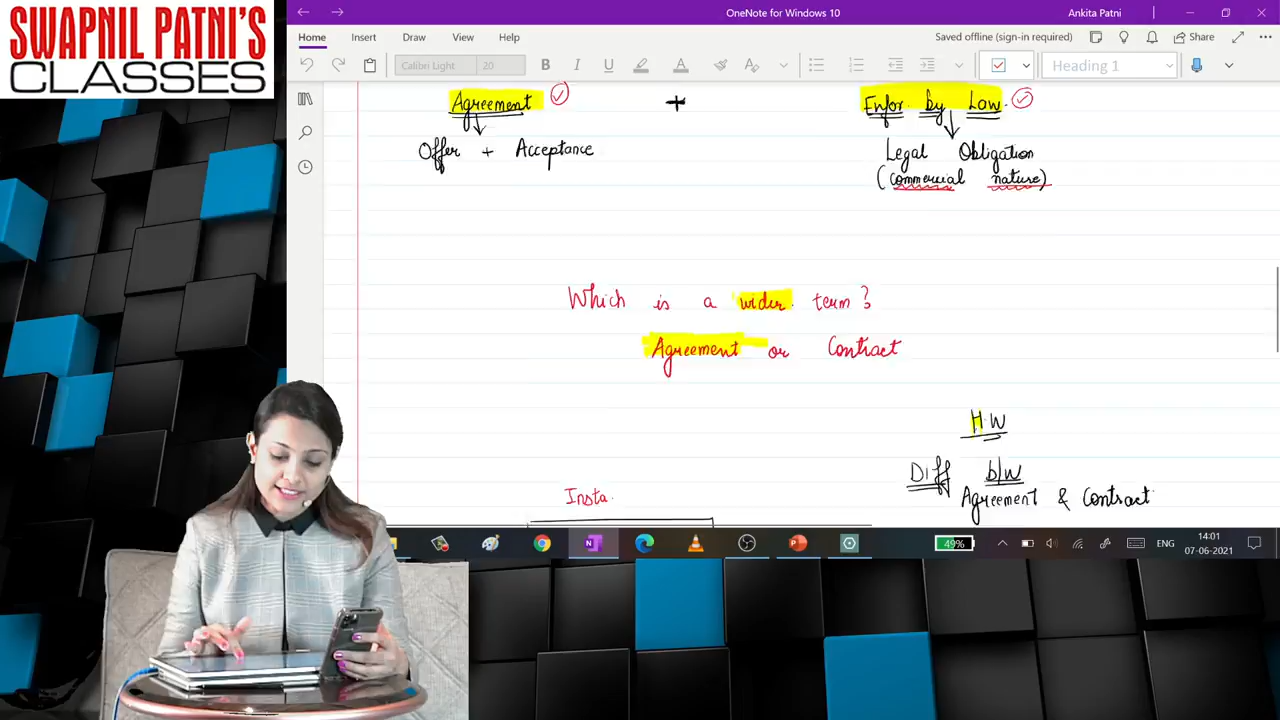 SWAPNIL PATNI'S
CLASSES
OneNote for Windows 10
Ankita Patni
Home Insert Draw View Help
Saved offline (sign-in required)
Share
Calibri Light 20
B I U A
Heading 1
Agreement + Enfor. by Law.
Offer + Acceptance
Legal Obligation
(commercial nature)
Which is a wider term?
Agreement or Contract
H.W
Diff b/w
Agreement & Contract
Insta.
49%
ENG
14:01
07-06-2021